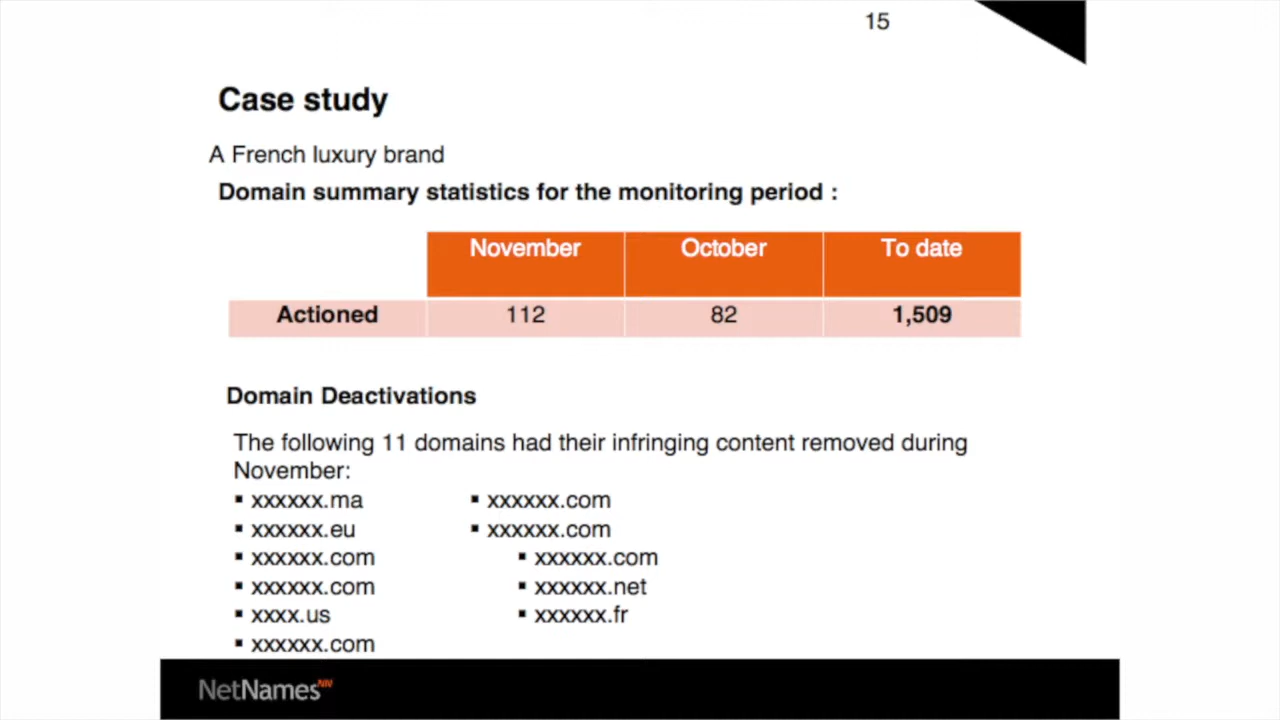 15
Case study
A French luxury brand
Domain summary statistics for the monitoring period :
November October To date
Actioned 112 82 1,509
Domain Deactivations
The following 11 domains had their infringing content removed during
November:
▪ xxxxxx.ma
▪ xxxxxx.eu
▪ xxxxxx.com
▪ xxxxxx.com
▪ xxxx.us
▪ xxxxxx.com
▪ xxxxxx.com
▪ xxxxxx.com
▪ xxxxxx.com
▪ xxxxxx.net
▪ xxxxxx.fr
NetNames